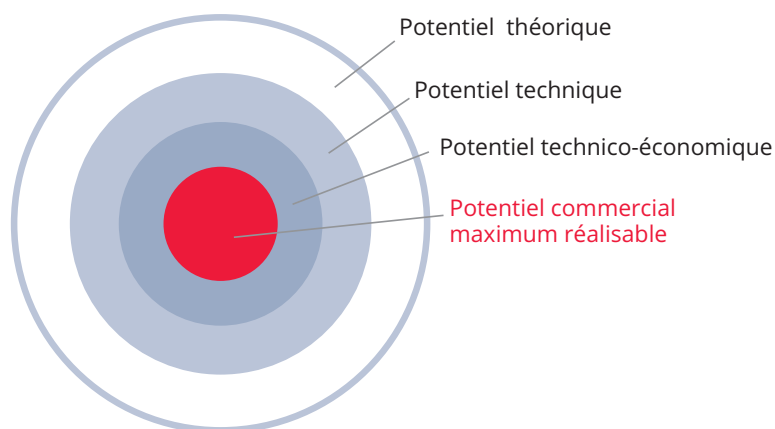 Potentiel théorique
Potentiel technique
Potentiel technico-économique
Potentiel commercial
maximum réalisable